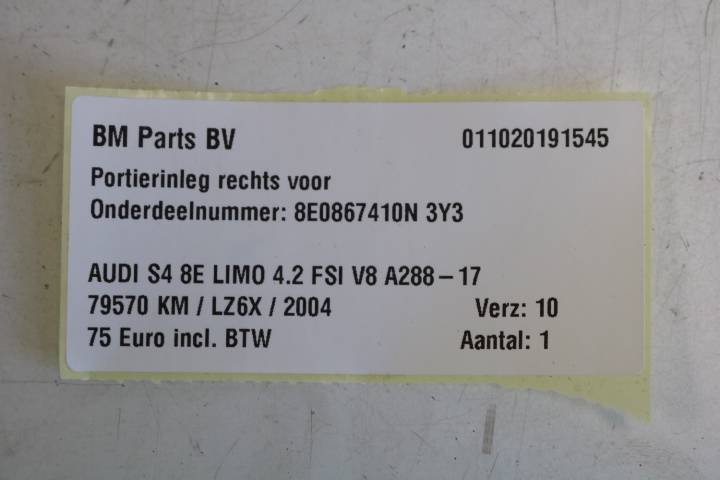 BM Parts BV 011020191545
Portierinleg rechts voor
Onderdeelnummer: 8E0867410N 3Y3
AUDI S4 8E LIMO 4.2 FSI V8 A288-17
79570 KM / LZ6X / 2004 Verz: 10
75 Euro incl. BTW Aantal: 1